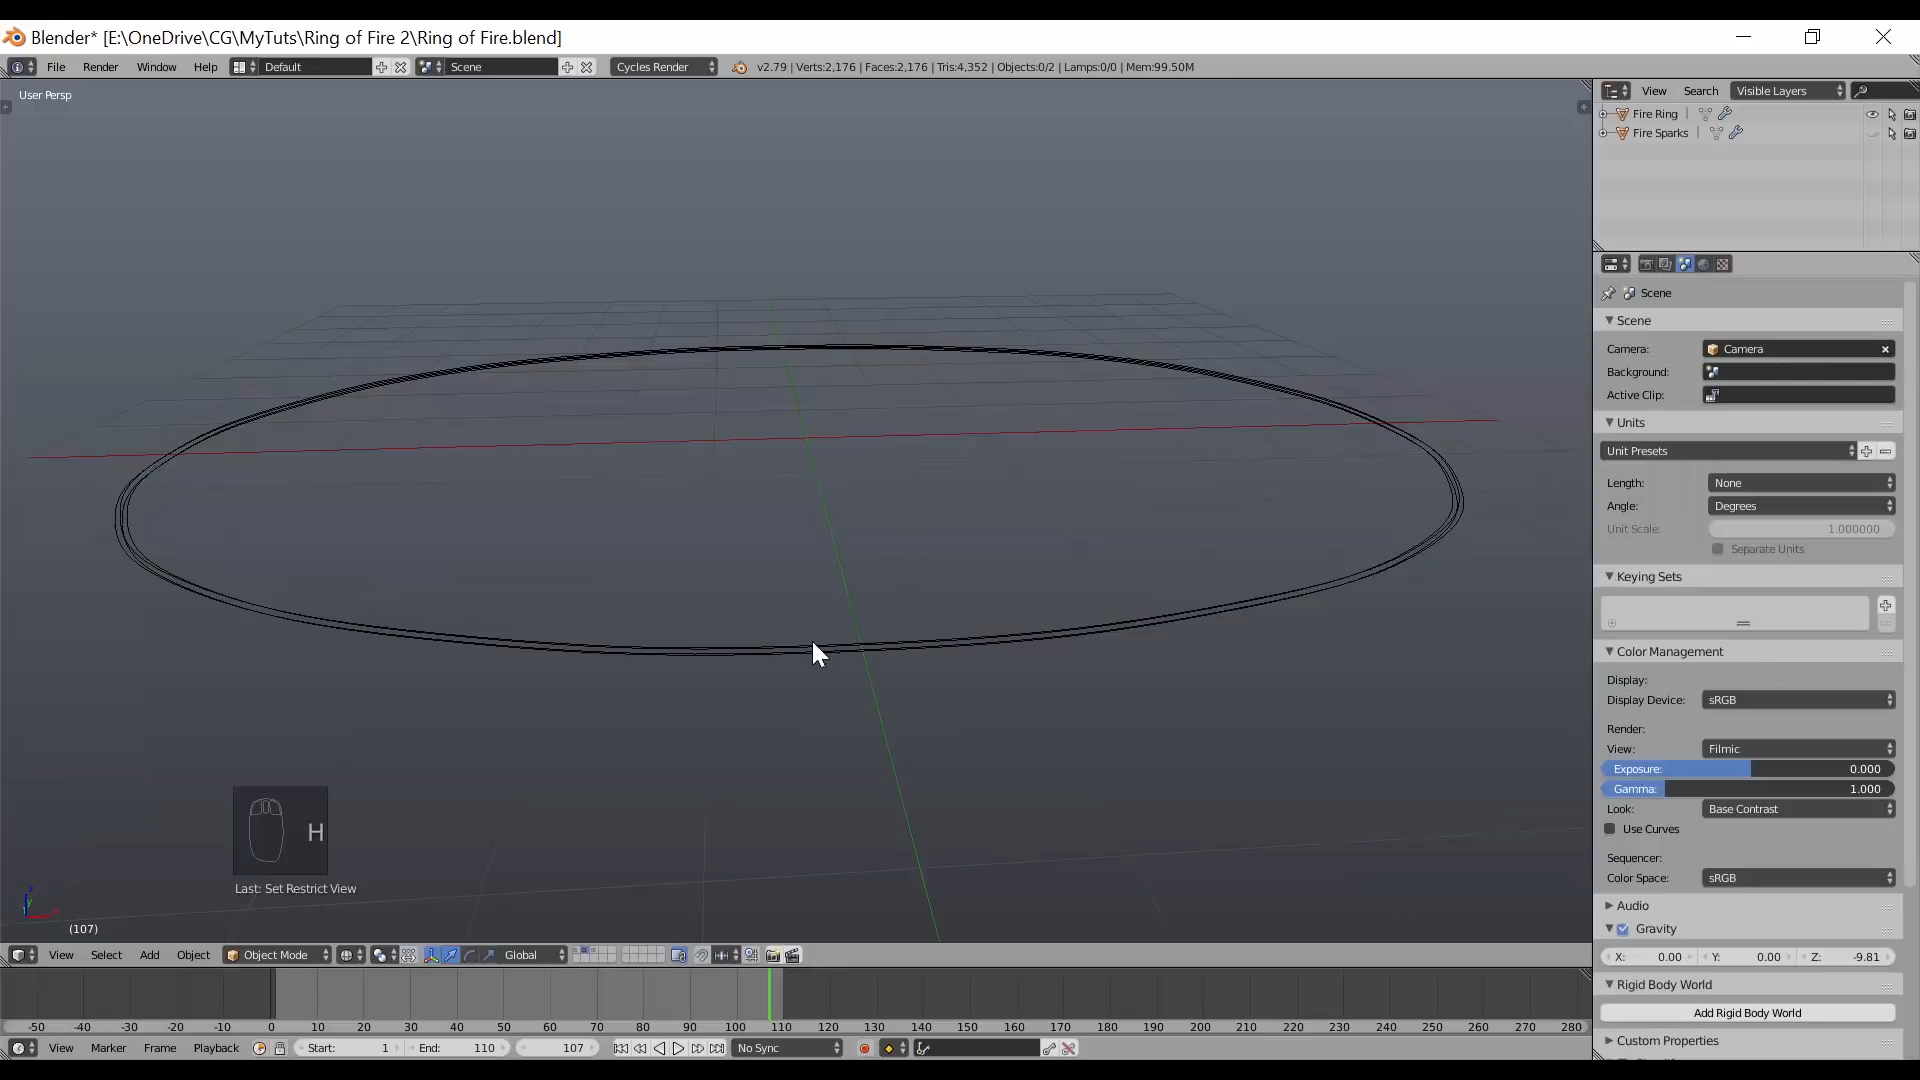 Blender* [E:\OneDrive\CG\MyTuts\Ring of Fire 2\Ring of Fire.blend]
File Render Window Help Default Scene Cycles Render v2.79 | Verts:2,176 | Faces:2,176 | Tris:4,352 | Objects:0/2 | Lamps:0/0 | Mem:99.50M
User Persp
View Search Visible Layers
Fire Ring
Fire Sparks
Scene
Scene
Camera: Camera
Background:
Active Clip:
Units
Unit Presets
Length: None
Angle: Degrees
Unit Scale: 1.000000
Separate Units
Keying Sets
Color Management
Display:
Display Device: sRGB
Render:
View: Filmic
Exposure: 0.000
Gamma: 1.000
Look: Base Contrast
Use Curves
Sequencer:
Color Space: sRGB
Audio
Gravity
X: 0.00 Y: 0.00 Z: -9.81
Rigid Body World
Add Rigid Body World
Custom Properties
H
Last: Set Restrict View
z
(107)
View Select Add Object Object Mode Global
-50 -40 -30 -20 -10 0 10 20 30 40 50 60 70 80 90 100 110 120 130 140 150 160 170 180 190 200 210 220 230 240 250 260 270 280
View Marker Frame Playback Start: 1 End: 110 107 No Sync